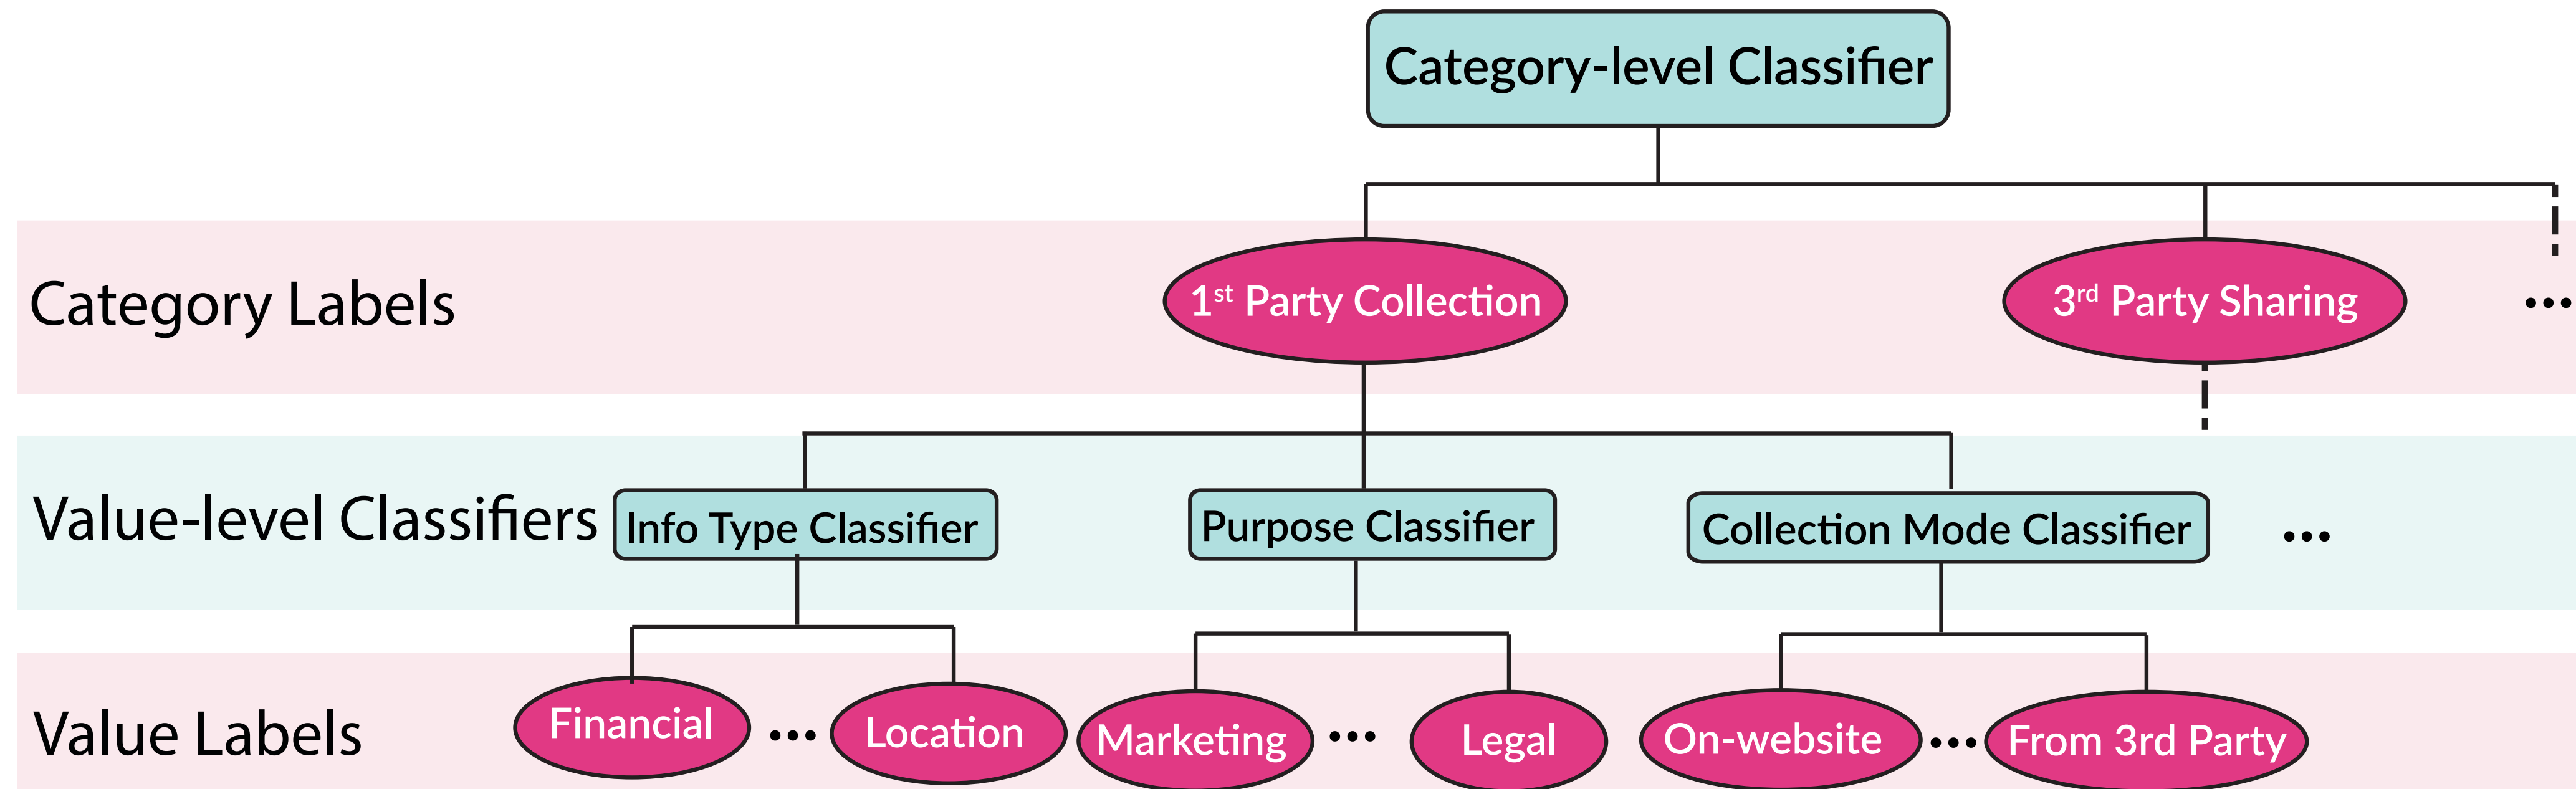 Category-level Classifier
Category Labels
1st Party Collection
3rd Party Sharing
...
Value-level Classifiers
Info Type Classifier
Purpose Classifier
Collection Mode Classifier
...
Value Labels
Financial
...
Location
Marketing
...
Legal
On-website
...
From 3rd Party